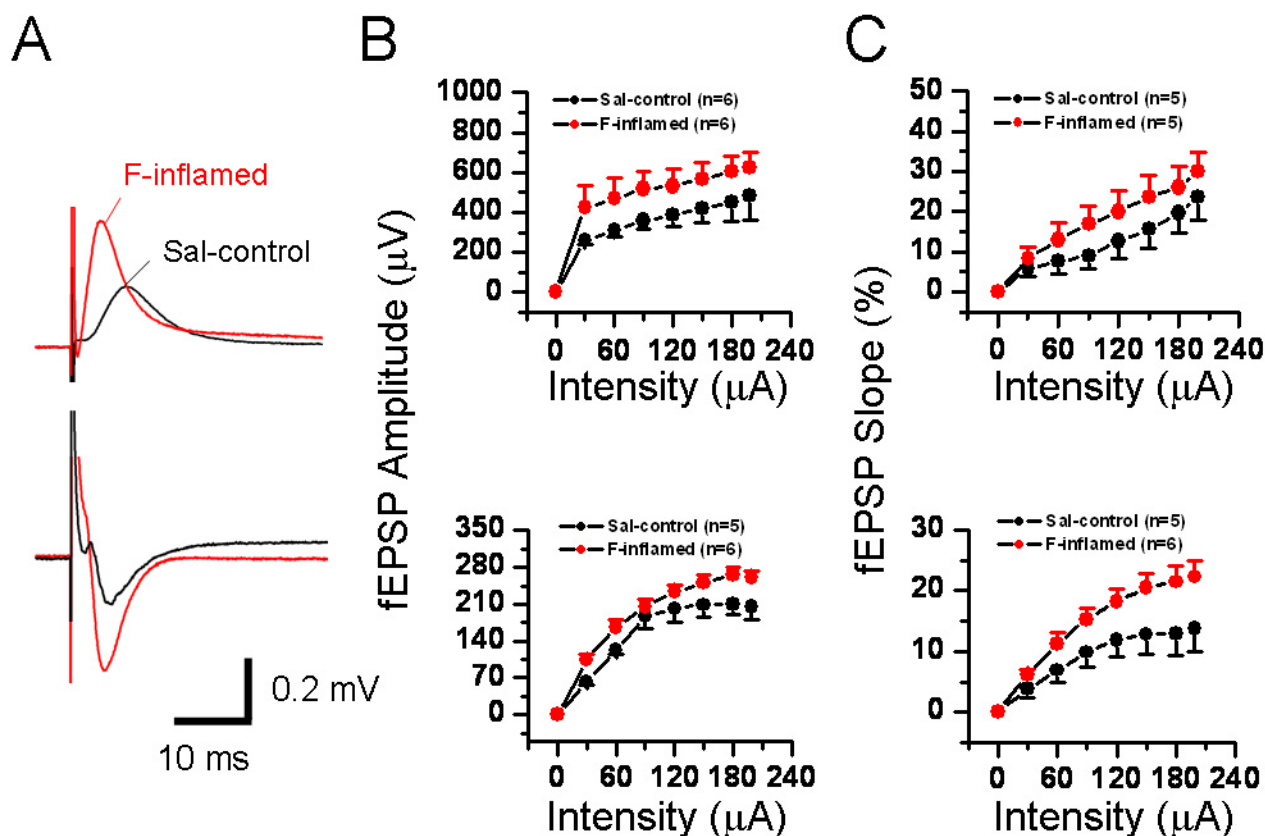 A
F-inflamed
Sal-control
0.2 mV
10 ms
B
fEPSP Amplitude (μV)
1000
800
600
400
200
0
Sal-control (n=6)
F-inflamed (n=6)
0 60 120 180 240
Intensity (μA)
350
280
210
140
70
0
Sal-control (n=5)
F-inflamed (n=6)
0 60 120 180 240
Intensity (μA)
C
fEPSP Slope (%)
50
40
30
20
10
0
Sal-control (n=5)
F-inflamed (n=5)
0 60 120 180 240
Intensity (μA)
30
20
10
0
Sal-control (n=5)
F-inflamed (n=6)
0 60 120 180 240
Intensity (μA)